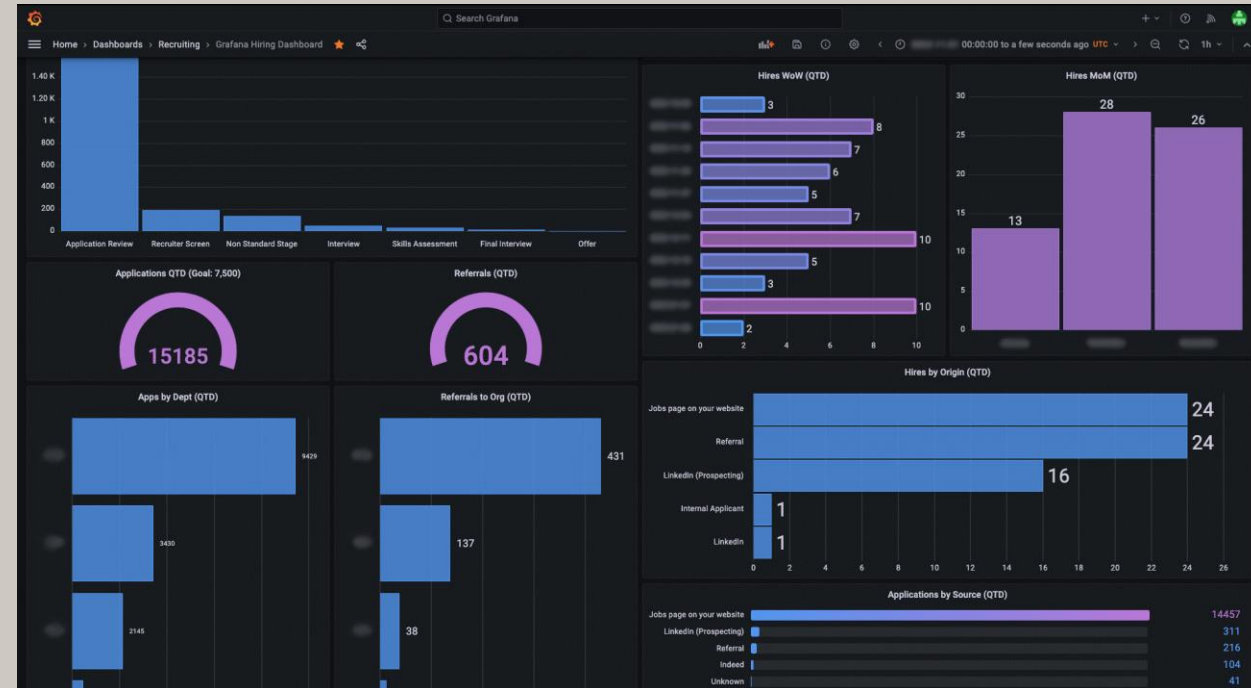 Search Grafana
Home › Dashboards › Recruiting › Grafana Hiring Dashboard
00:00:00 to a few seconds ago UTC
1h
1.40 K
1.20 K
1 K
800
600
400
200
0
Application Review Recruiter Screen Non Standard Stage Interview Skills Assessment Final Interview Offer
Applications QTD (Goal: 7,500)
15185
Referrals (QTD)
604
Apps by Dept (QTD)
9429
3430
2145
Referrals to Org (QTD)
431
137
38
Hires WoW (QTD)
3
8
7
6
5
7
10
5
3
10
2
0 2 4 6 8 10
Hires MoM (QTD)
30
25
20
15
10
5
0
13
28
26
Hires by Origin (QTD)
Jobs page on your website 24
Referral 24
LinkedIn (Prospecting) 16
Internal Applicant 1
LinkedIn 1
0 2 4 6 8 10 12 14 16 18 20 22 24 26
Applications by Source (QTD)
Jobs page on your website 14457
LinkedIn (Prospecting) 311
Referral 216
Indeed 104
Unknown 41